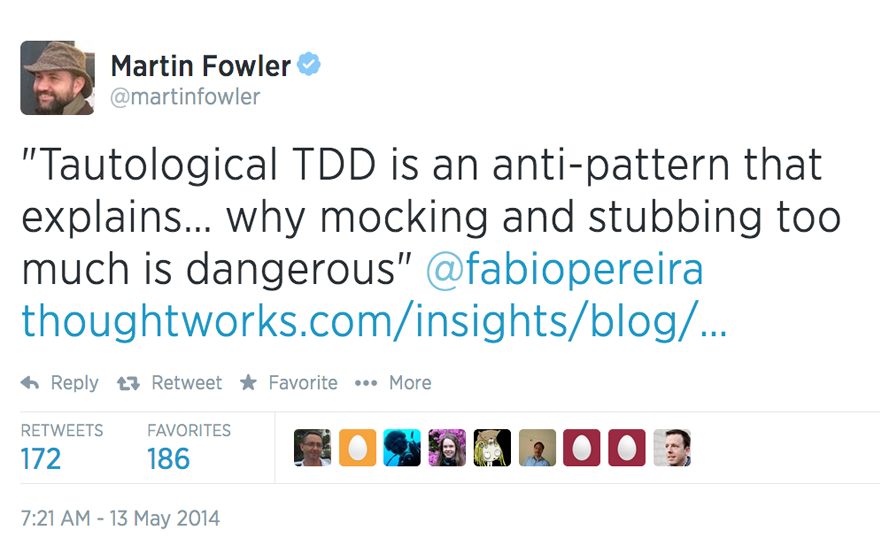 Martin Fowler
@martinfowler
"Tautological TDD is an anti-pattern that
explains... why mocking and stubbing too
much is dangerous" @fabiopereira
thoughtworks.com/insights/blog/...
Reply Retweet Favorite More
RETWEETS FAVORITES
172 186
7:21 AM - 13 May 2014